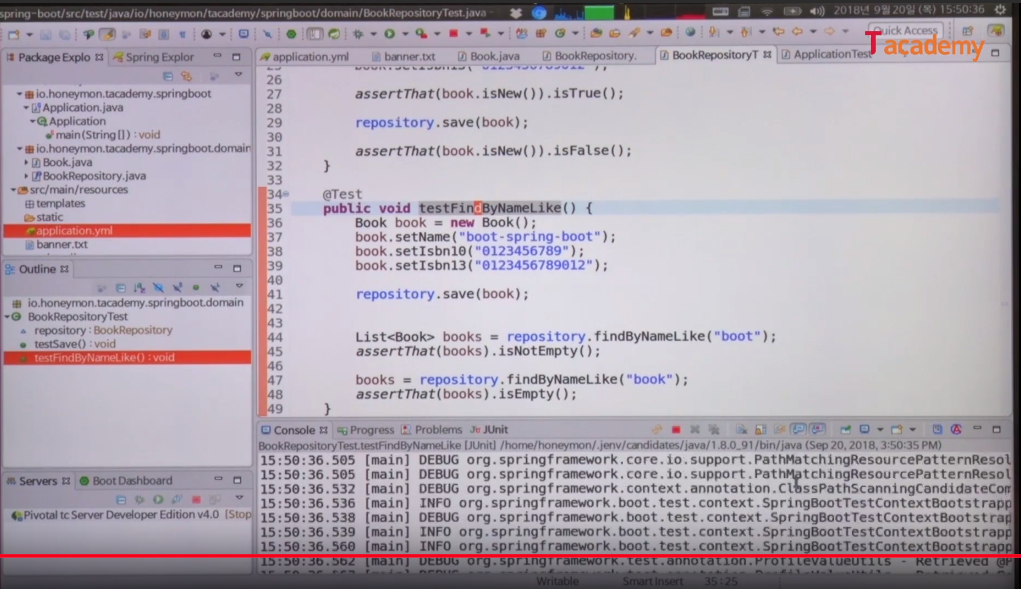 spring-boot/src/test/java/io/honeymon/tacademy/springboot/domain/BookRepositoryTest.java -
2018년 9월20일 (목) 15:50:36
Quick Access
T academy
Package Explo
Spring Explor
io.honeymon.tacademy.springboot
Application.java
Application
main(String[]) : void
io.honeymon.tacademy.springboot.domain
Book.java
BookRepository.java
src/main/resources
templates
static
application.yml
banner.txt
Outline
io.honeymon.tacademy.springboot.domain
BookRepositoryTest
repository : BookRepository
testSave() : void
testFindByNameLike() : void
Servers
Boot Dashboard
Pivotal tc Server Developer Edition v4.0 [Stop
application.yml
banner.txt
Book.java
BookRepository.
BookRepositoryT
ApplicationTest
26
27 assertThat(book.isNew()).isTrue();
28
29 repository.save(book);
30
31 assertThat(book.isNew()).isFalse();
32 }
33
34 @Test
35 public void testFindByNameLike() {
36 Book book = new Book();
37 book.setName("boot-spring-boot");
38 book.setIsbn10("0123456789");
39 book.setIsbn13("0123456789012");
40
41 repository.save(book);
42
43
44 List<Book> books = repository.findByNameLike("boot");
45 assertThat(books).isNotEmpty();
46
47 books = repository.findByNameLike("book");
48 assertThat(books).isEmpty();
49 }
Console
Progress
Problems
JUnit
BookRepositoryTest.testFindByNameLike [JUnit] /home/honeymon/.jenv/candidates/java/1.8.0_91/bin/java (Sep 20, 2018, 3:50:35 PM)
15:50:36.505 [main] DEBUG org.springframework.core.io.support.PathMatchingResourcePatternResol
15:50:36.505 [main] DEBUG org.springframework.core.io.support.PathMatchingResourcePatternResol
15:50:36.532 [main] DEBUG org.springframework.context.annotation.ClassPathScanningCandidateCom
15:50:36.536 [main] INFO org.springframework.boot.test.context.SpringBootTestContextBootstrapp
15:50:36.538 [main] DEBUG org.springframework.boot.test.context.SpringBootTestContextBootstrap
15:50:36.539 [main] INFO org.springframework.boot.test.context.SpringBootTestContextBootstrapp
15:50:36.560 [main] INFO org.springframework.boot.test.context.SpringBootTestContextBootstrapp
15:50:36.562 [main] DEBUG org.springframework.test.annotation.ProfileValueUtils - Retrieved @P
Writable
Smart Insert
35 : 25